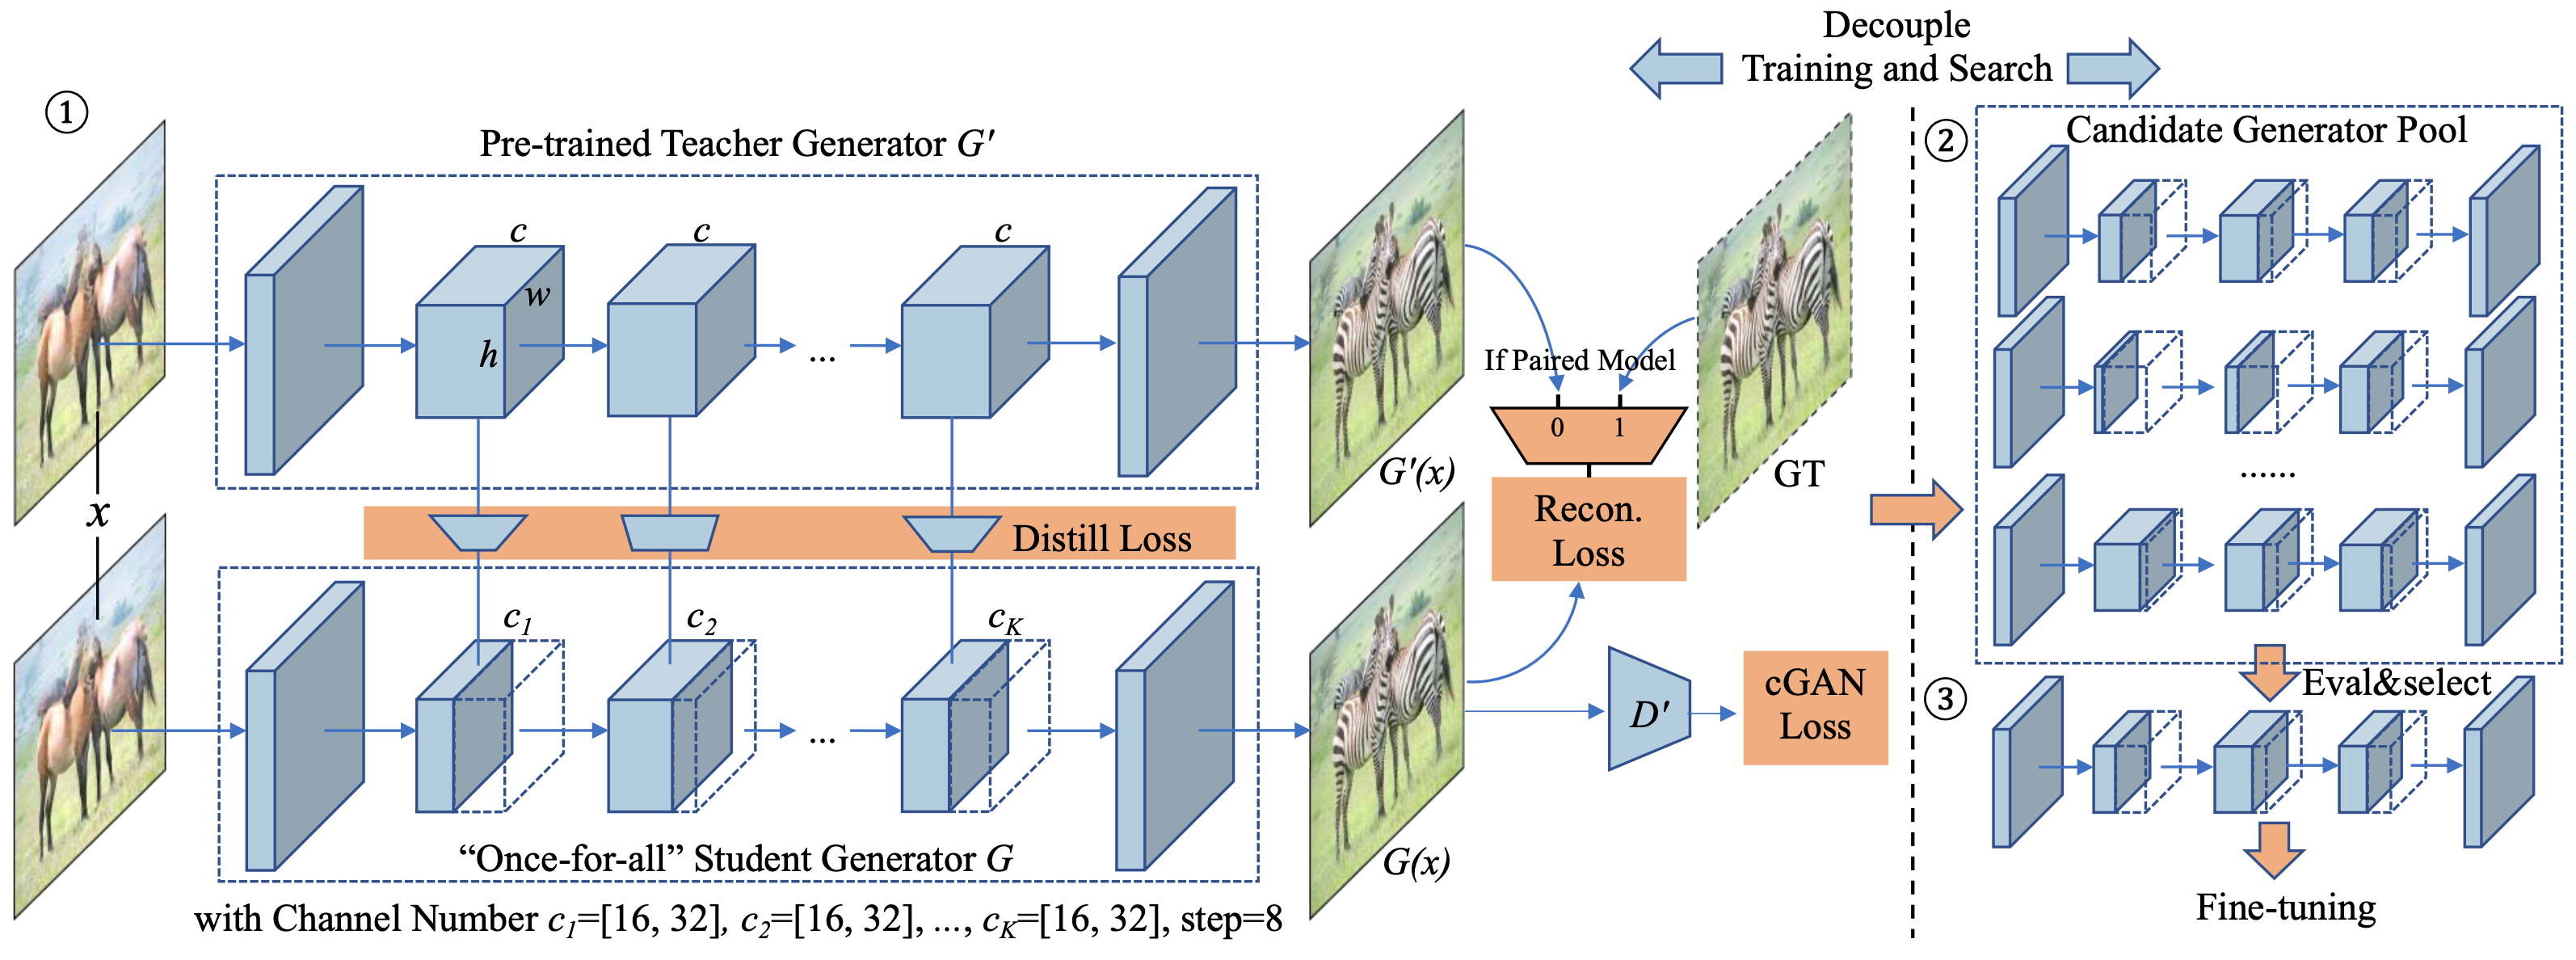 Decouple
Training and Search
①
Pre-trained Teacher Generator G′
②
Candidate Generator Pool
c
c
c
w
h
...
If Paired Model
0
1
G′(x)
GT
x
Distill Loss
Recon.
Loss
......
c₁
c₂
c_K
...
D′
cGAN
Loss
Eval&select
③
“Once-for-all” Student Generator G
G(x)
with Channel Number c₁=[16, 32], c₂=[16, 32], ..., c_K=[16, 32], step=8
Fine-tuning